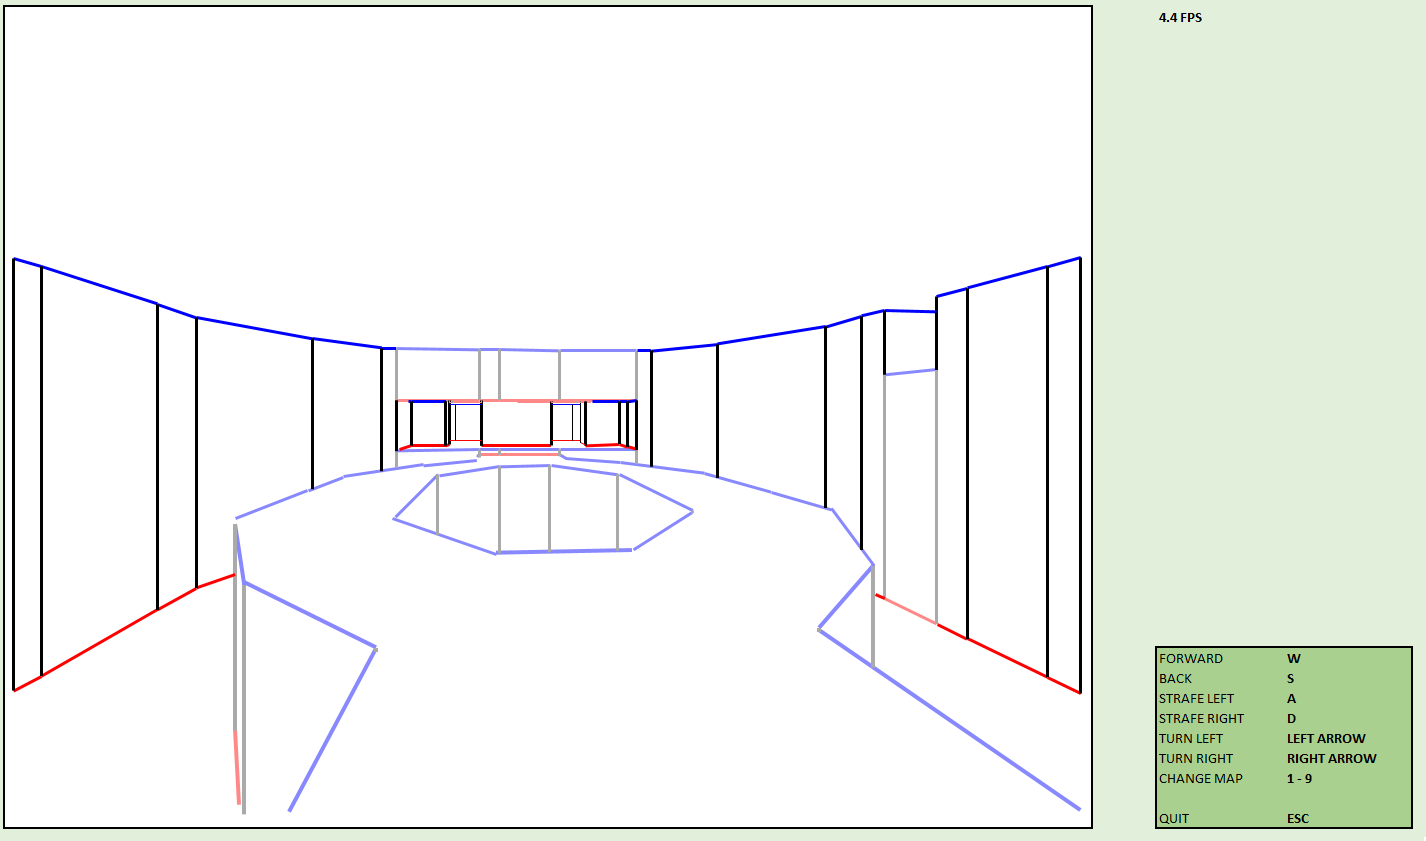 4.4 FPS
FORWARD W
BACK S
STRAFE LEFT A
STRAFE RIGHT D
TURN LEFT LEFT ARROW
TURN RIGHT RIGHT ARROW
CHANGE MAP 1 - 9
QUIT ESC